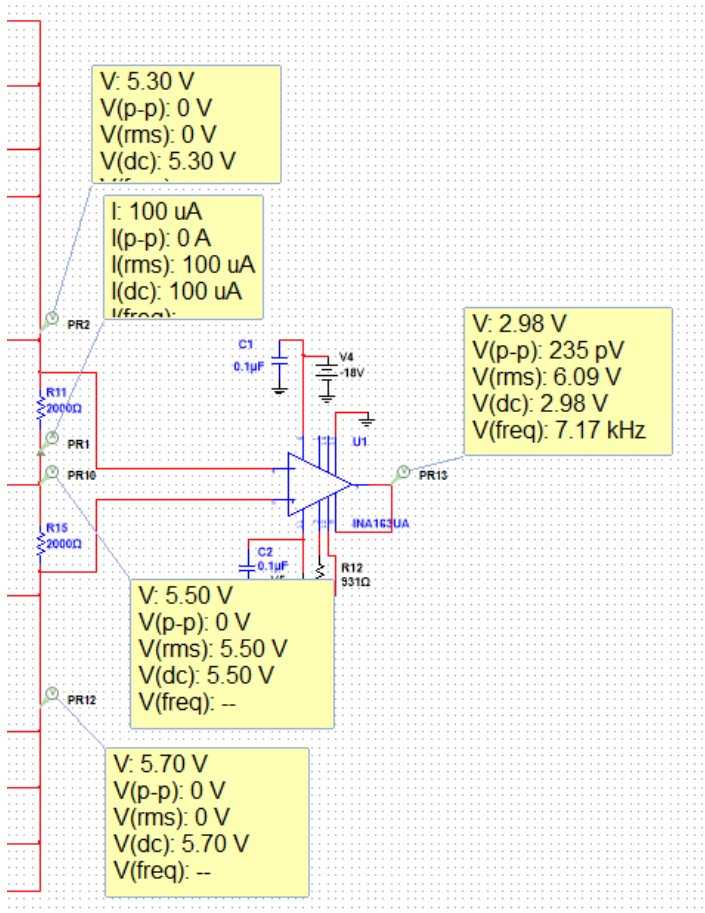 V: 5.30 V
V(p-p): 0 V
V(rms): 0 V
V(dc): 5.30 V
I: 100 uA
I(p-p): 0 A
I(rms): 100 uA
I(dc): 100 uA
I(freq):
PR2
V: 2.98 V
V(p-p): 235 pV
V(rms): 6.09 V
V(dc): 2.98 V
V(freq): 7.17 kHz
C1
0.1µF
V4
-18V
R11
2000Ω
PR1
U1
PR10
PR13
R15
2000Ω
INA163UA
C2
0.1µF
R12
931Ω
V: 5.50 V
V(p-p): 0 V
V(rms): 5.50 V
V(dc): 5.50 V
V(freq): --
PR12
V: 5.70 V
V(p-p): 0 V
V(rms): 0 V
V(dc): 5.70 V
V(freq): --